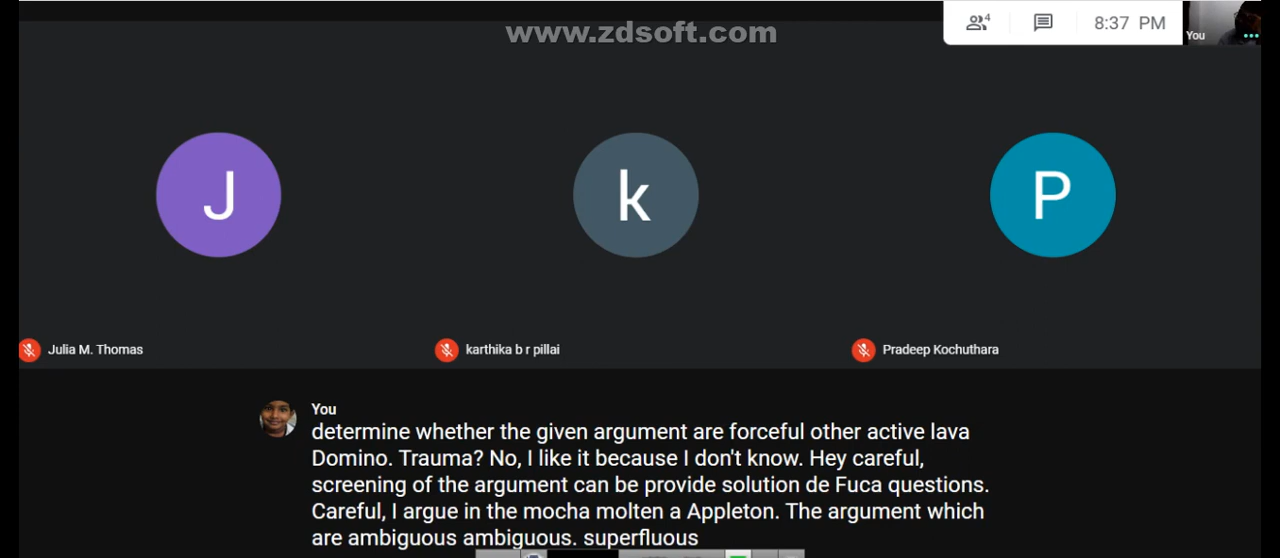 www.zdsoft.com
4
8:37 PM
You
J
k
P
Julia M. Thomas
karthika b r pillai
Pradeep Kochuthara
You
determine whether the given argument are forceful other active lava
Domino. Trauma? No, I like it because I don't know. Hey careful,
screening of the argument can be provide solution de Fuca questions.
Careful, I argue in the mocha molten a Appleton. The argument which
are ambiguous ambiguous. superfluous